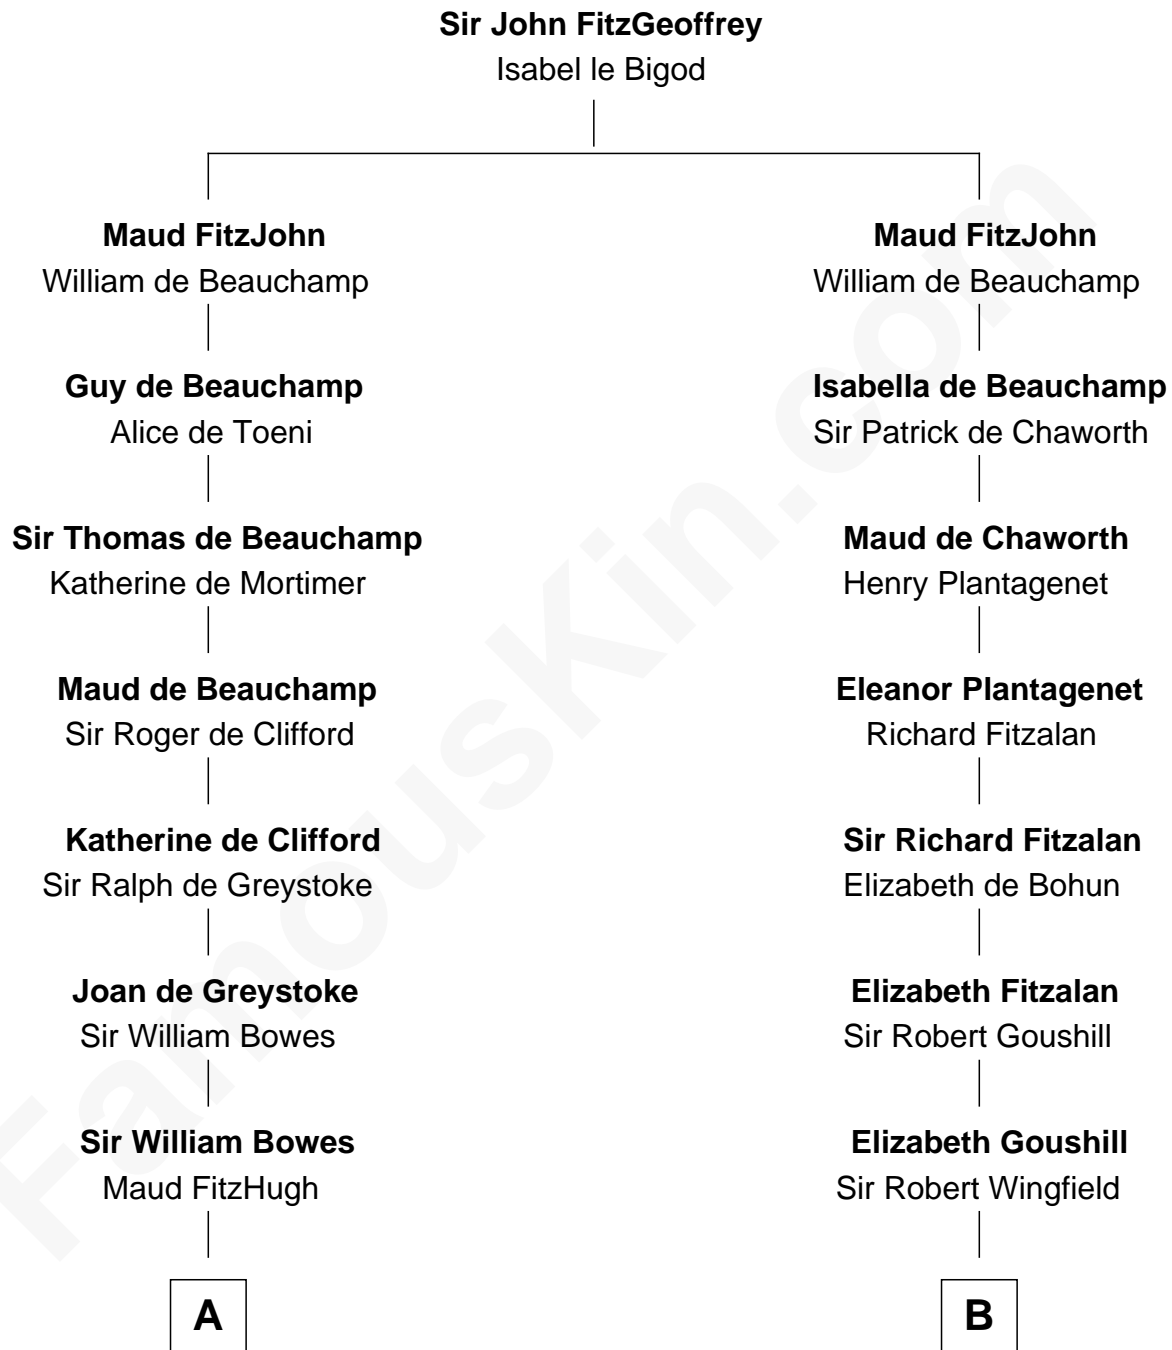 Sir John FitzGeoffrey
Isabel le Bigod
Maud FitzJohn
William de Beauchamp
Guy de Beauchamp
Alice de Toeni
Sir Thomas de Beauchamp
Katherine de Mortimer
Maud de Beauchamp
Sir Roger de Clifford
Katherine de Clifford
Sir Ralph de Greystoke
Joan de Greystoke
Sir William Bowes
Sir William Bowes
Maud FitzHugh
A
Maud FitzJohn
William de Beauchamp
Isabella de Beauchamp
Sir Patrick de Chaworth
Maud de Chaworth
Henry Plantagenet
Eleanor Plantagenet
Richard Fitzalan
Sir Richard Fitzalan
Elizabeth de Bohun
Elizabeth Fitzalan
Sir Robert Goushill
Elizabeth Goushill
Sir Robert Wingfield
B
FamousKin.com